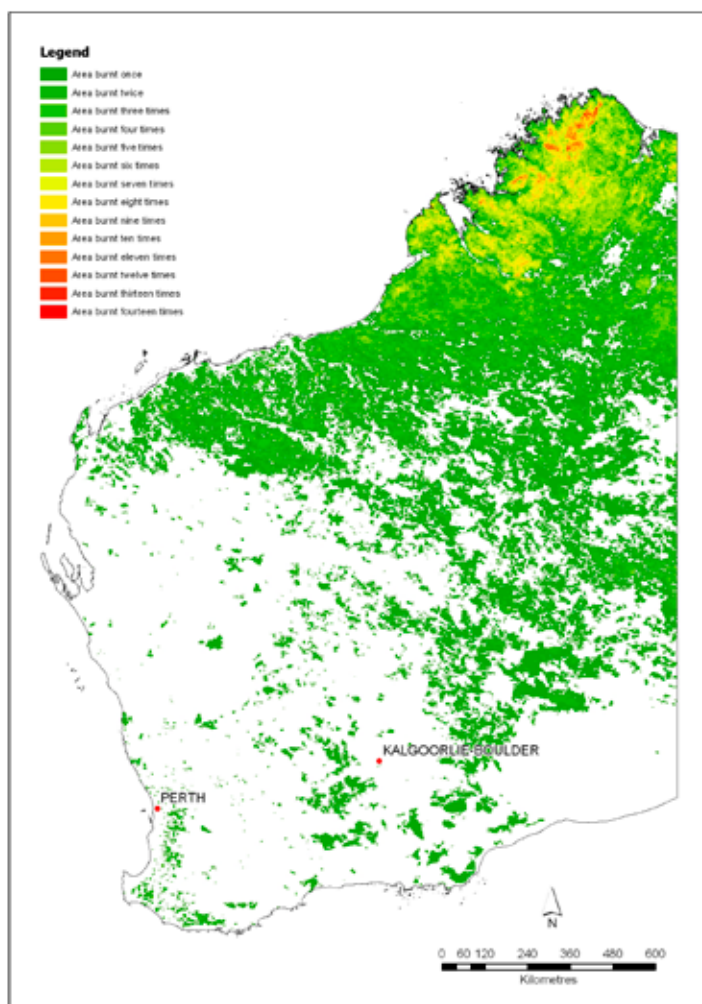 Legend
Area burnt once
Area burnt twice
Area burnt three times
Area burnt four times
Area burnt five times
Area burnt six times
Area burnt seven times
Area burnt eight times
Area burnt nine times
Area burnt ten times
Area burnt eleven times
Area burnt twelve times
Area burnt thirteen times
Area burnt fourteen times
KALGOORLIE-BOULDER
PERTH
N
0 60 120 240 360 480 600
Kilometres